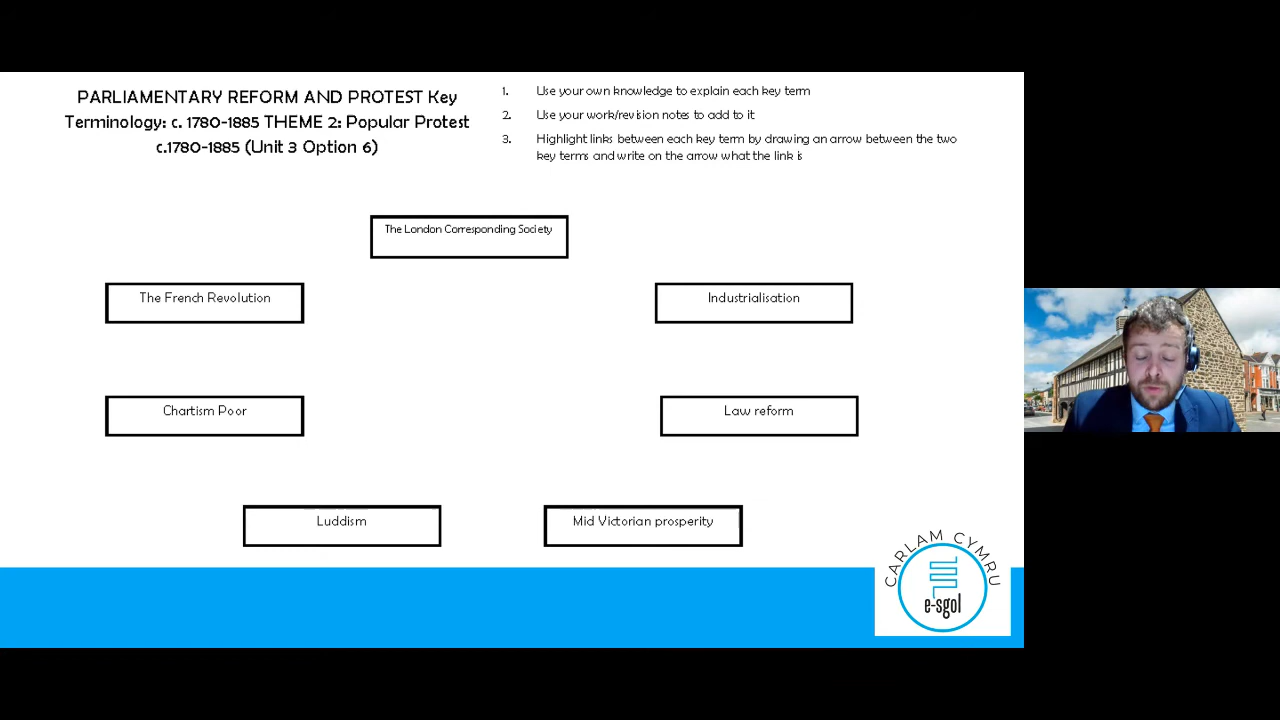 PARLIAMENTARY REFORM AND PROTEST Key
Terminology: c. 1780-1885 THEME 2: Popular Protest
c.1780-1885 (Unit 3 Option 6)
1. Use your own knowledge to explain each key term
2. Use your work/revision notes to add to it
3. Highlight links between each key term by drawing an arrow between the two
key terms and write on the arrow what the link is
The London Corresponding Society
The French Revolution
Industrialisation
Chartism Poor
Law reform
Luddism
Mid Victorian prosperity
CARLAM CYMRU
e-sgol